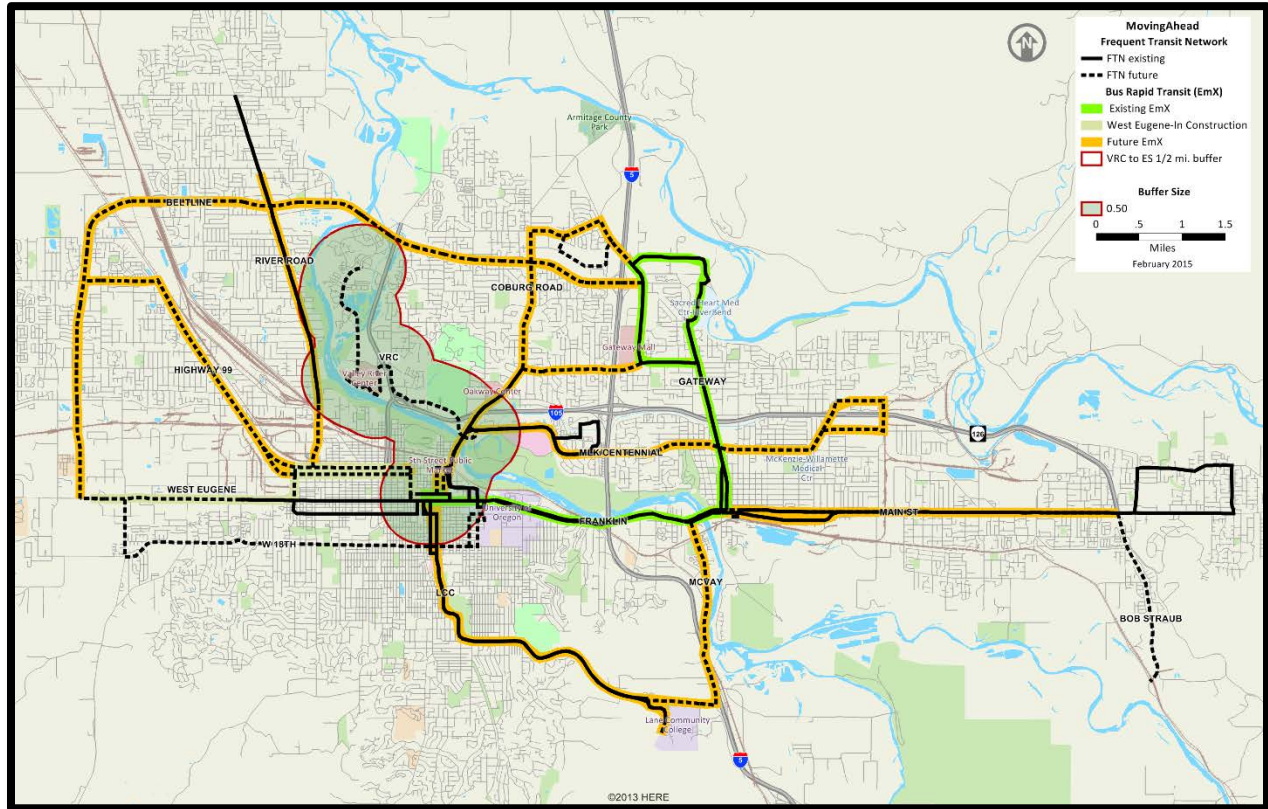 MovingAhead
Frequent Transit Network
FTN existing
FTN future
Bus Rapid Transit (EmX)
Existing EmX
West Eugene-In Construction
Future EmX
VRC to ES 1/2 mi. buffer
Buffer Size
0.50
0 .5 1 1.5
Miles
February 2015
N
Armitage County
Park
5
BELTLINE
RIVER ROAD
COBURG ROAD
Sacred Heart Med
Ctr-RiverBend
Gateway Mall
VRC
Valley River
Center
HIGHWAY 99
GATEWAY
Oakway Center
105
126
MLK CENTENNIAL
5th Street Public
Market
McKenzie-Willamette
Medical
Ctr
WEST EUGENE
University of
Oregon
FRANKLIN
MAIN ST
W 18TH
MCVAY
LCC
BOB STRAUB
Lane Community
College
5
©2013 HERE